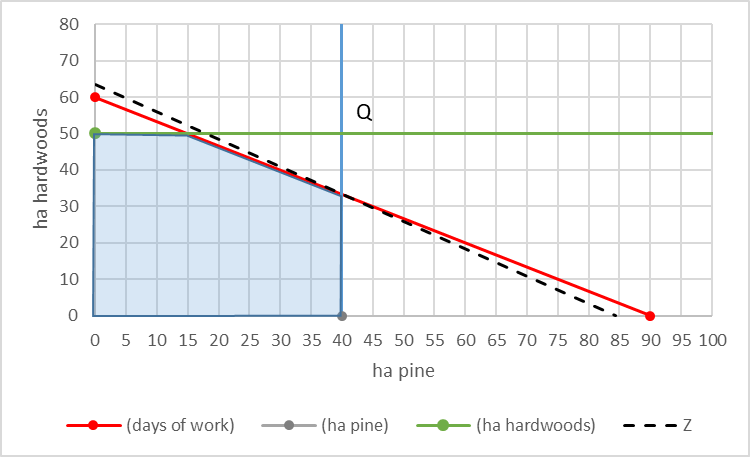 80
70
60
50
40
30
20
10
0
ha hardwoods
Q
0 5 10 15 20 25 30 35 40 45 50 55 60 65 70 75 80 85 90 95 100
ha pine
(days of work) (ha pine) (ha hardwoods) Z